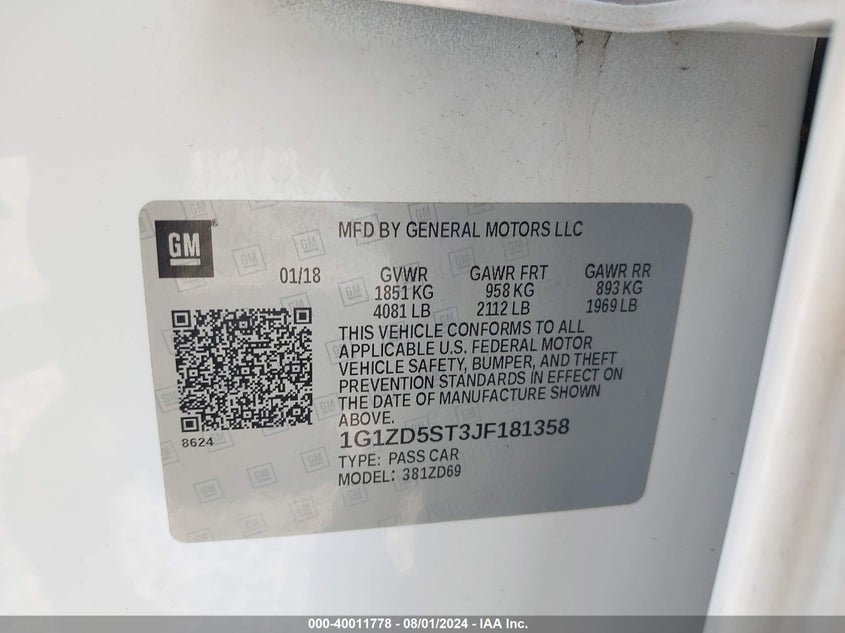 GM
MFD BY GENERAL MOTORS LLC
01/18 GVWR GAWR FRT GAWR RR
1851 KG 958 KG 893 KG
4081 LB 2112 LB 1969 LB
THIS VEHICLE CONFORMS TO ALL
APPLICABLE U.S. FEDERAL MOTOR
VEHICLE SAFETY, BUMPER, AND THEFT
PREVENTION STANDARDS IN EFFECT ON
THE DATE OF MANUFACTURE SHOWN
ABOVE.
8624
1G1ZD5ST3JF181358
TYPE: PASS CAR
MODEL: 381ZD69
000-40011778 - 08/01/2024 - IAA Inc.